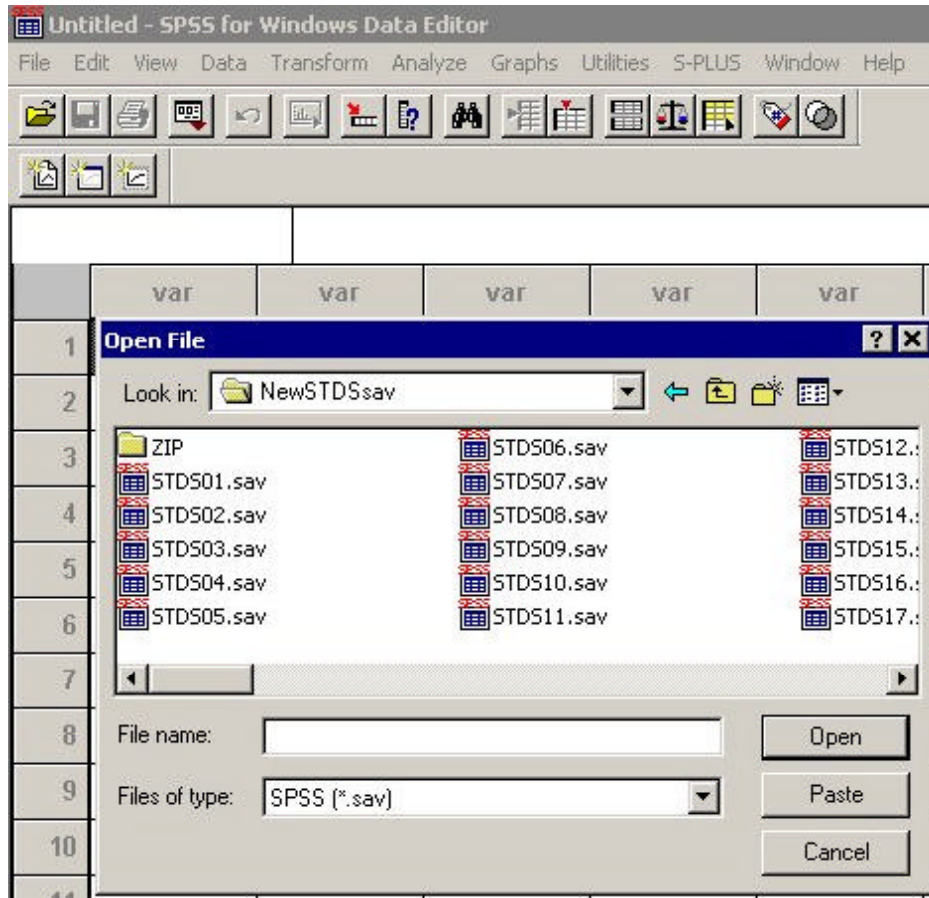 Untitled - SPSS for Windows Data Editor
File Edit View Data Transform Analyze Graphs Utilities S-PLUS Window Help
var var var var var
1
Open File
Look in: NewSTDSsav
2
ZIP STDS06.sav STDS12.s
3
STDS01.sav STDS07.sav STDS13.s
STDS02.sav STDS08.sav STDS14.s
4
STDS03.sav STDS09.sav STDS15.s
5
STDS04.sav STDS10.sav STDS16.s
STDS05.sav STDS11.sav STDS17.s
6
7
8 File name: Open
9 Files of type: SPSS (*.sav) Paste
10 Cancel